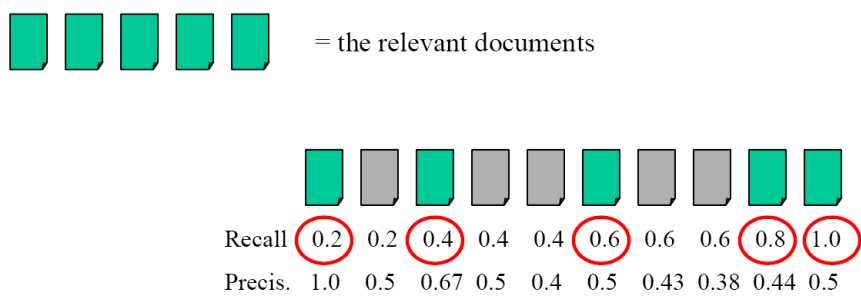 = the relevant documents
Recall 0.2 0.2 0.4 0.4 0.4 0.6 0.6 0.6 0.8 1.0
Precis. 1.0 0.5 0.67 0.5 0.4 0.5 0.43 0.38 0.44 0.5